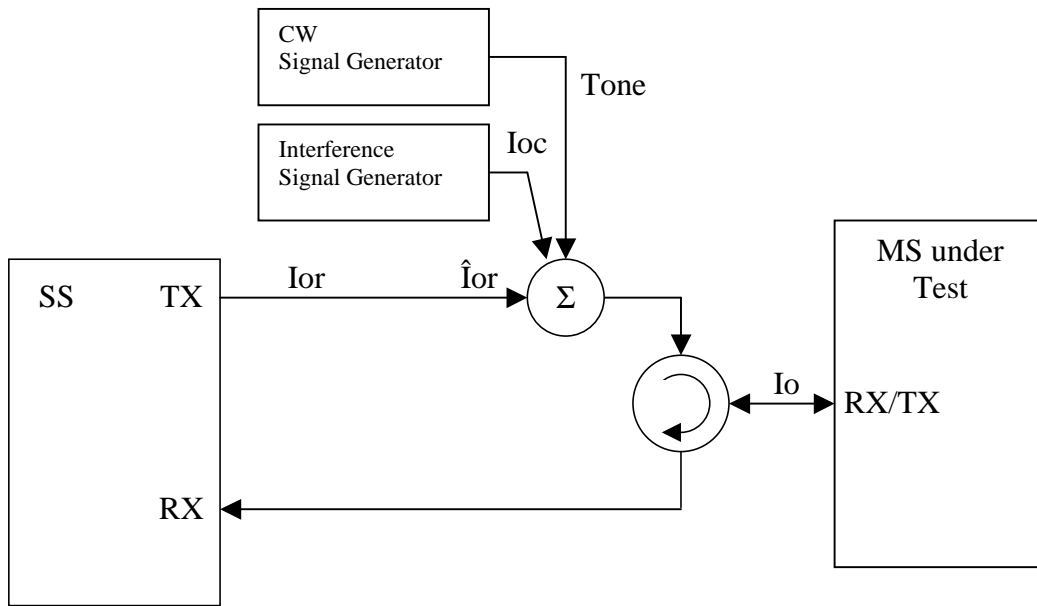 CW
Signal Generator
Tone
Interference
Signal Generator
Ioc
MS under
Test
SS
TX
Ior
Îor
Σ
Io
RX/TX
RX